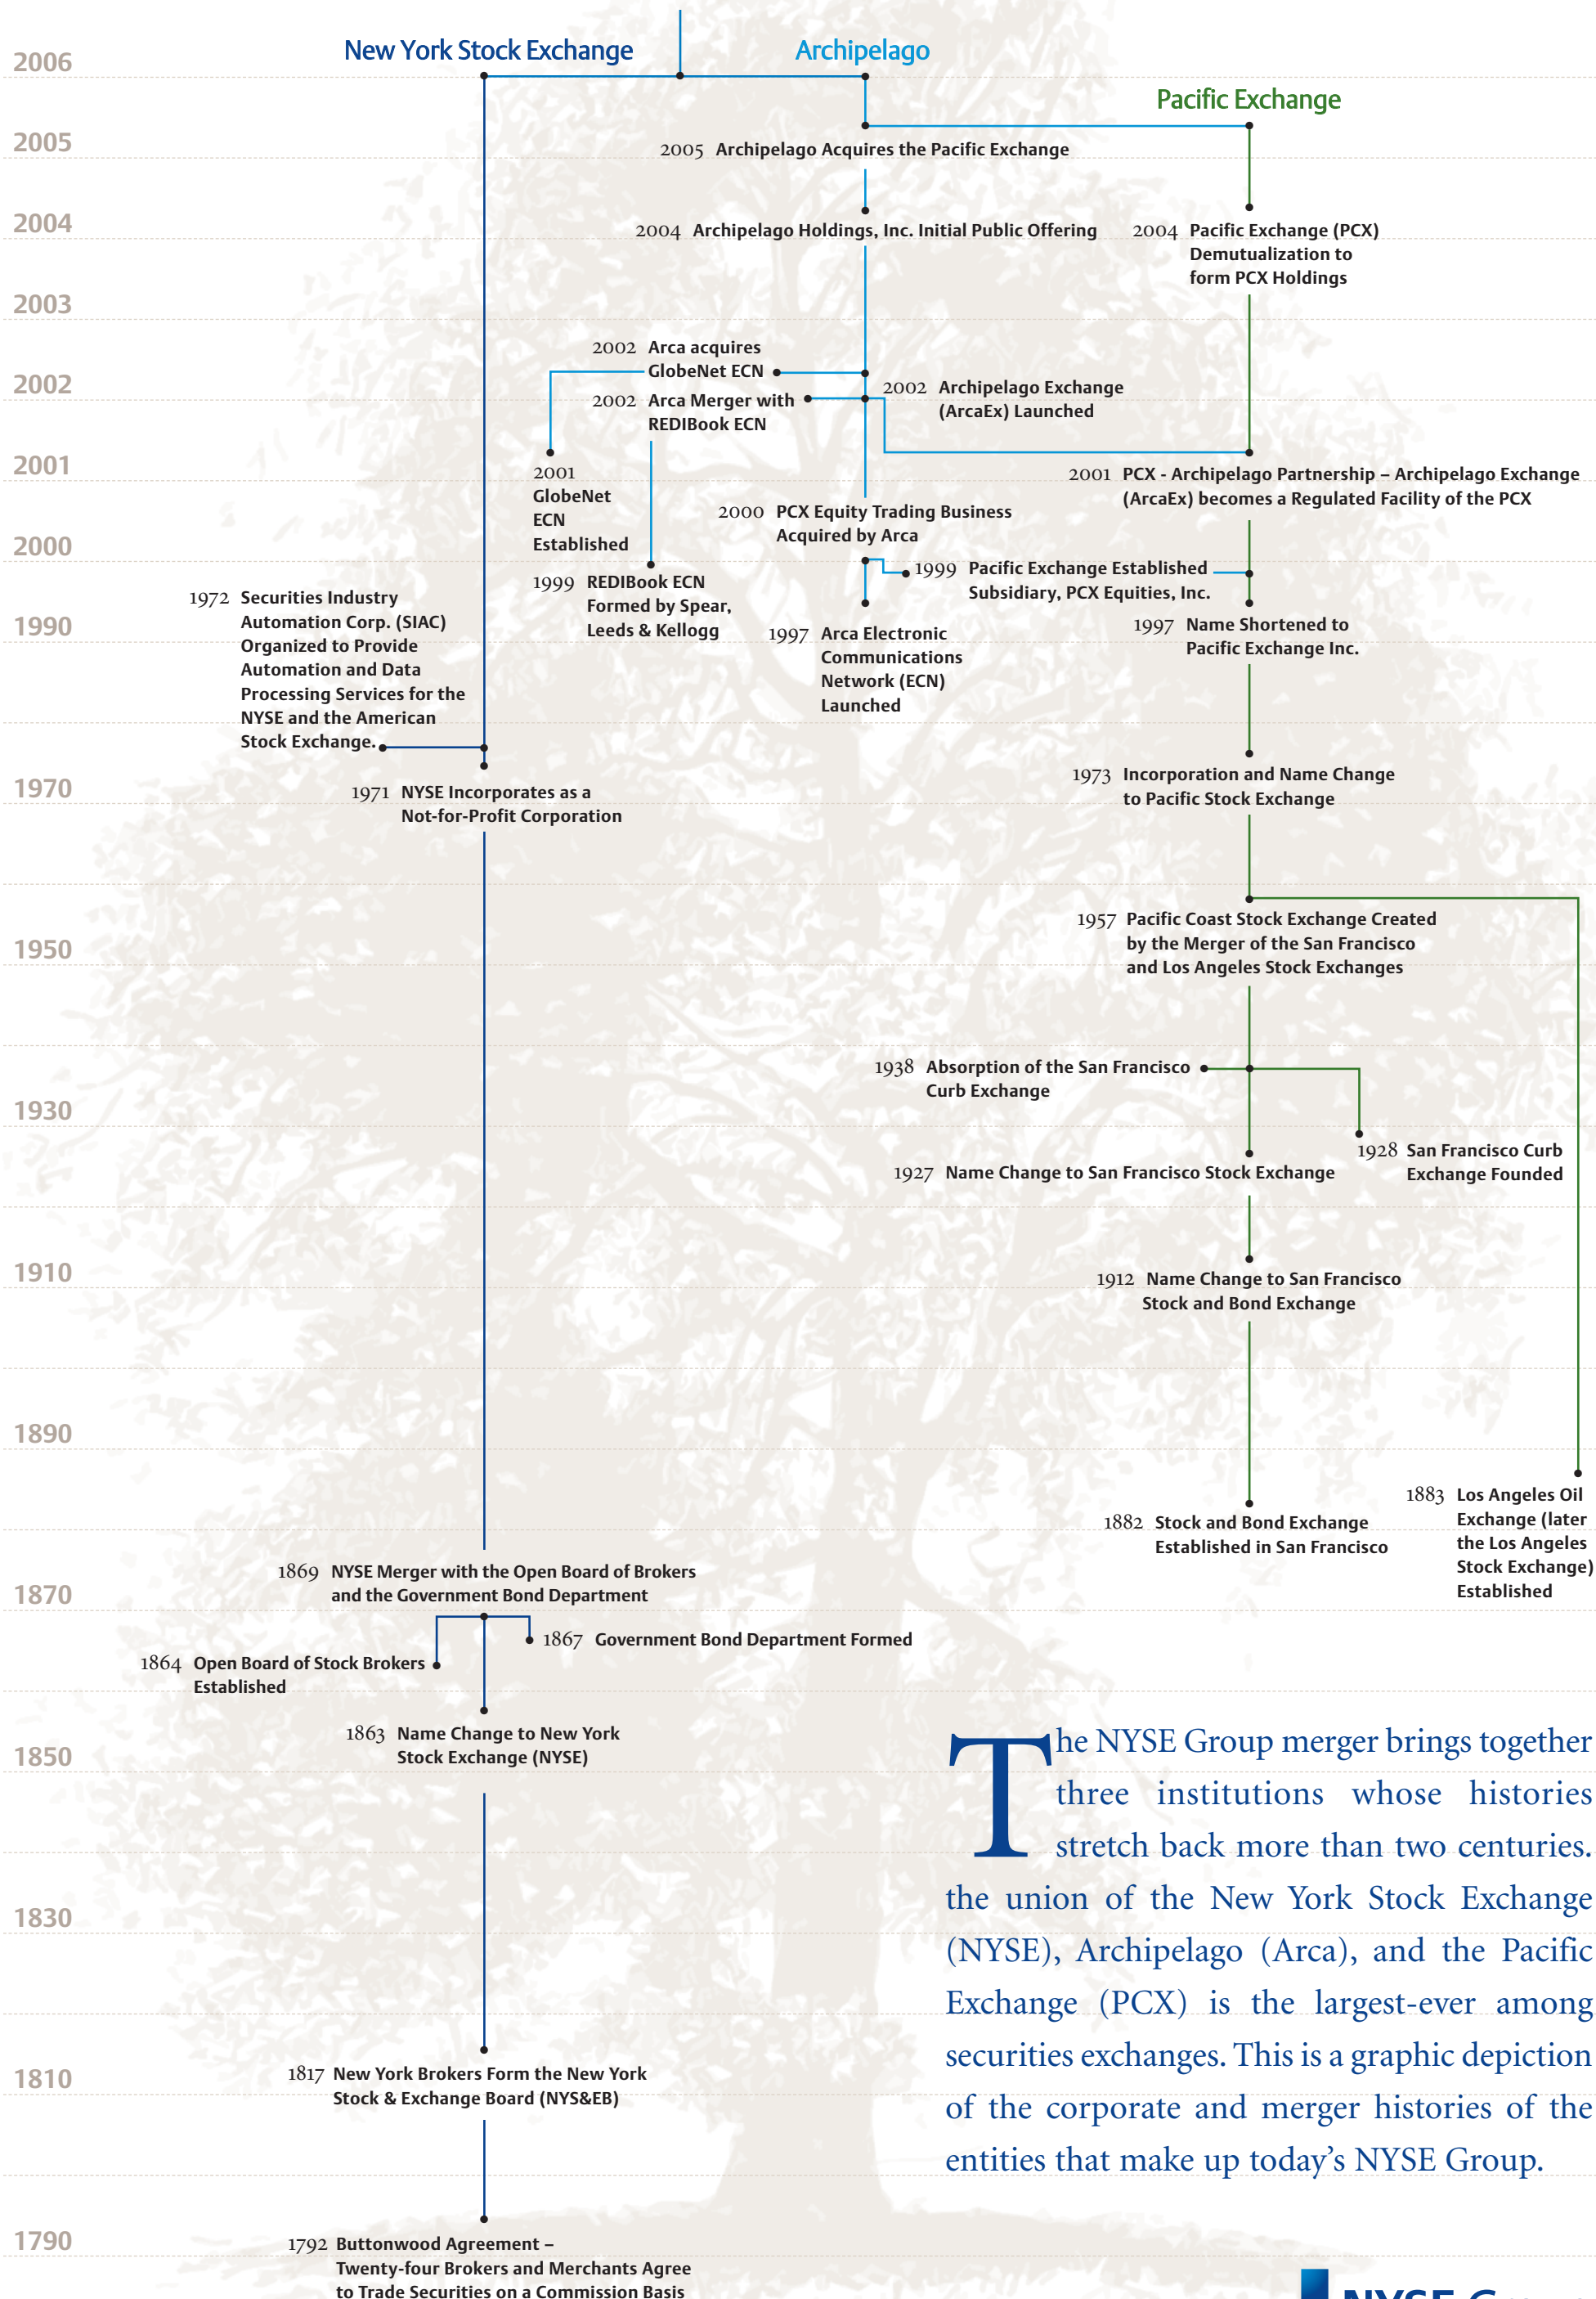 New York Stock Exchange
Archipelago
Pacific Exchange
2006
2005
2005 Archipelago Acquires the Pacific Exchange
2004
2004 Archipelago Holdings, Inc. Initial Public Offering
2004 Pacific Exchange (PCX)
Demutualization to
form PCX Holdings
2003
2002 Arca acquires
GlobeNet ECN
2002
2002 Arca Merger with
REDIBook ECN
2002 Archipelago Exchange
(ArcaEx) Launched
2001
2001
GlobeNet
ECN
Established
2001 PCX - Archipelago Partnership – Archipelago Exchange
(ArcaEx) becomes a Regulated Facility of the PCX
2000 PCX Equity Trading Business
Acquired by Arca
2000
1999 REDIBook ECN
Formed by Spear,
Leeds & Kellogg
1999 Pacific Exchange Established
Subsidiary, PCX Equities, Inc.
1972 Securities Industry
Automation Corp. (SIAC)
Organized to Provide
Automation and Data
Processing Services for the
NYSE and the American
Stock Exchange.
1990
1997 Arca Electronic
Communications
Network (ECN)
Launched
1997 Name Shortened to
Pacific Exchange Inc.
1970
1971 NYSE Incorporates as a
Not-for-Profit Corporation
1973 Incorporation and Name Change
to Pacific Stock Exchange
1957 Pacific Coast Stock Exchange Created
by the Merger of the San Francisco
and Los Angeles Stock Exchanges
1950
1938 Absorption of the San Francisco
Curb Exchange
1930
1928 San Francisco Curb
Exchange Founded
1927 Name Change to San Francisco Stock Exchange
1910
1912 Name Change to San Francisco
Stock and Bond Exchange
1890
1883 Los Angeles Oil
Exchange (later
the Los Angeles
Stock Exchange)
Established
1882 Stock and Bond Exchange
Established in San Francisco
1869 NYSE Merger with the Open Board of Brokers
and the Government Bond Department
1870
1867 Government Bond Department Formed
1864 Open Board of Stock Brokers
Established
1863 Name Change to New York
Stock Exchange (NYSE)
1850
1830
1810
1817 New York Brokers Form the New York
Stock & Exchange Board (NYS&EB)
1790
1792 Buttonwood Agreement –
Twenty-four Brokers and Merchants Agree
to Trade Securities on a Commission Basis
The NYSE Group merger brings together
three institutions whose histories
stretch back more than two centuries.
the union of the New York Stock Exchange
(NYSE), Archipelago (Arca), and the Pacific
Exchange (PCX) is the largest-ever among
securities exchanges. This is a graphic depiction
of the corporate and merger histories of the
entities that make up today's NYSE Group.